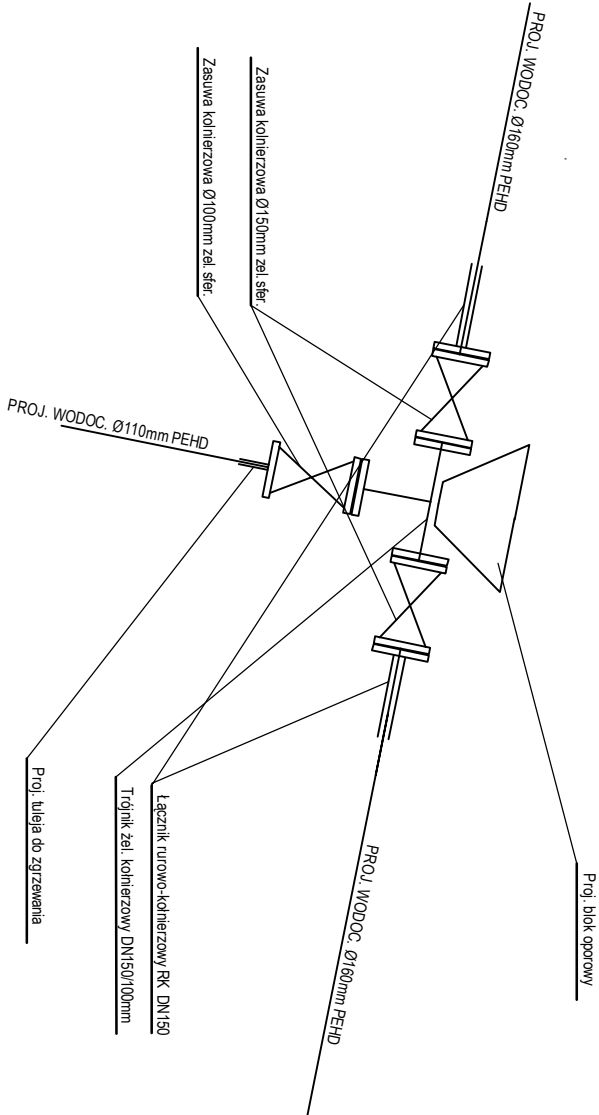 PROJ. WODOC. Ø160mm PEHD
Zasuwa kołnierzowa Ø150mm żel. sfer.
Zasuwa kołnierzowa Ø100mm żel. sfer.
PROJ. WODOC. Ø110mm PEHD
Proj. blok oporowy
PROJ. WODOC. Ø160mm PEHD
Łącznik rurowo-kołnierzowy RK DN150
Trójnik żel. kołnierzowy DN150/100mm
Proj. tuleja do zgrzewania